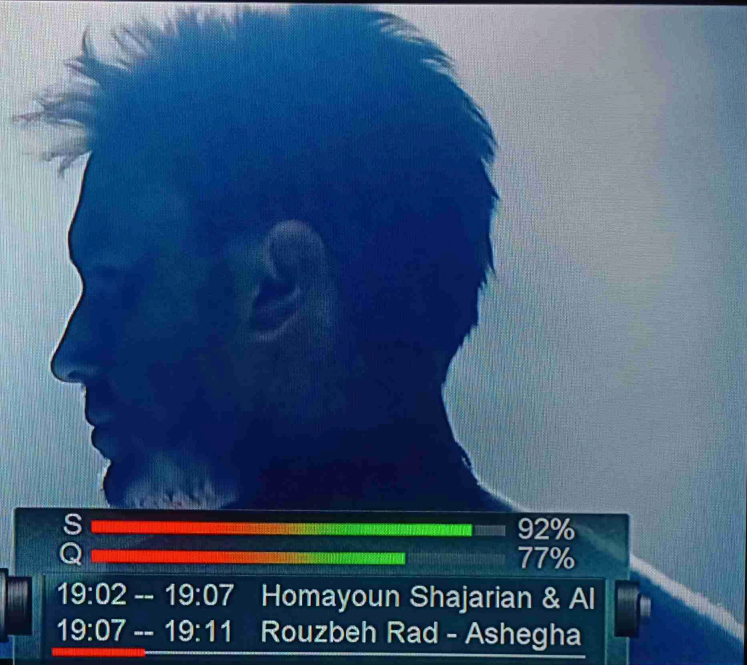 S 92%
Q 77%
19:02 -- 19:07 Homayoun Shajarian & Al
19:07 -- 19:11 Rouzbeh Rad - Ashegha